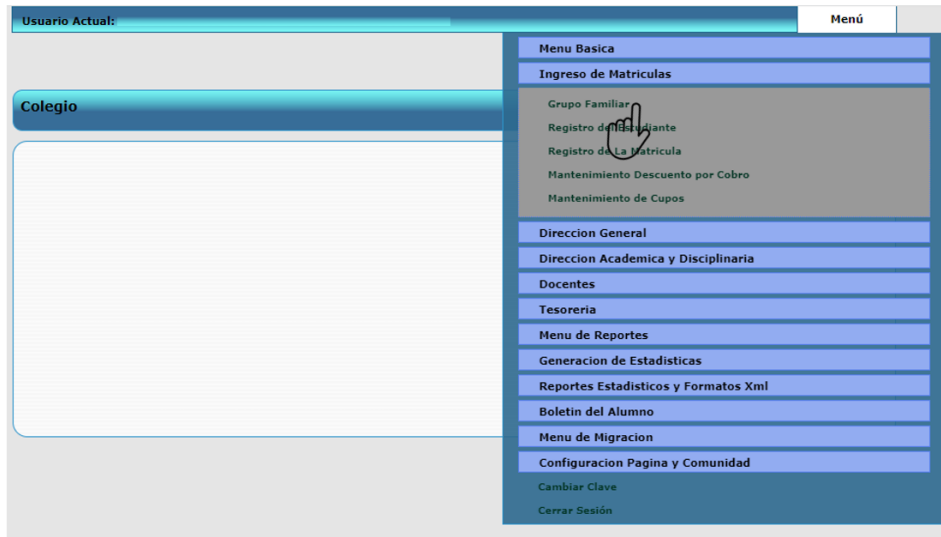 Usuario Actual:
Menú
Menu Basica
Ingreso de Matriculas
Colegio
Grupo Familiar
Registro del Estudiante
Registro de La Matricula
Mantenimiento Descuento por Cobro
Mantenimiento de Cupos
Direccion General
Direccion Academica y Disciplinaria
Docentes
Tesoreria
Menu de Reportes
Generacion de Estadisticas
Reportes Estadisticos y Formatos Xml
Boletin del Alumno
Menu de Migracion
Configuracion Pagina y Comunidad
Cambiar Clave
Cerrar Sesión